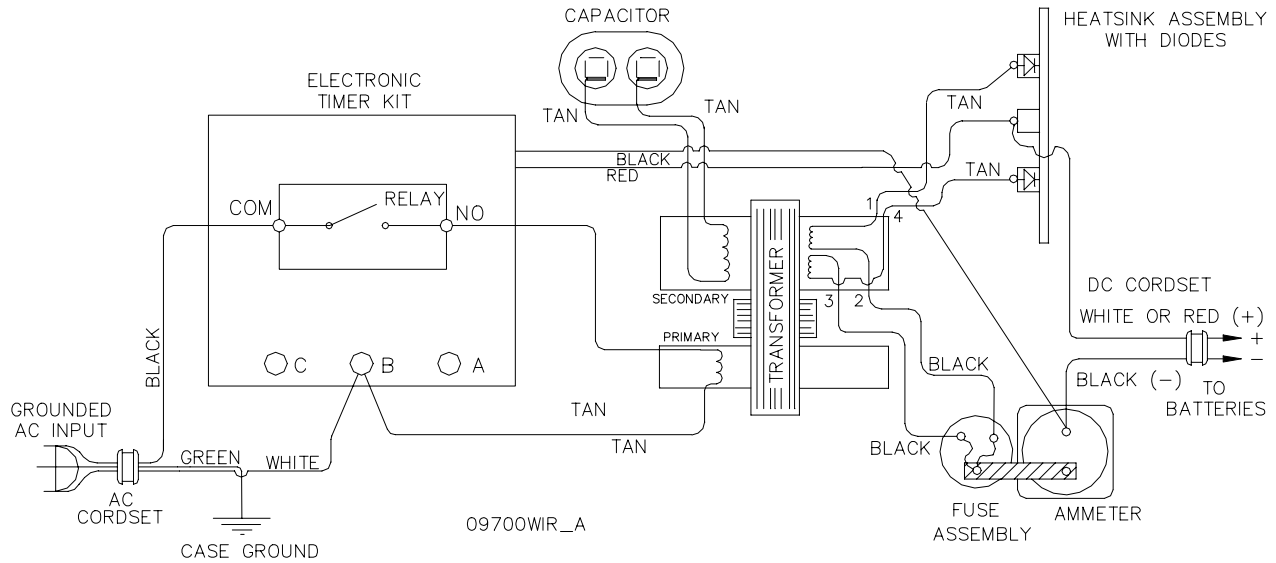 CAPACITOR
HEATSINK ASSEMBLY
WITH DIODES
ELECTRONIC
TIMER KIT
TAN
TAN
TAN
BLACK
RED
TAN
RELAY
COM
NO
1
4
TRANSFORMER
SECONDARY
3
2
DC CORDSET
WHITE OR RED (+)
+
-
PRIMARY
BLACK
C
B
A
BLACK
BLACK (-)
TO
BATTERIES
GROUNDED
AC INPUT
TAN
TAN
BLACK
GREEN
WHITE
AC
CORDSET
09700WIR_A
FUSE
ASSEMBLY
AMMETER
CASE GROUND